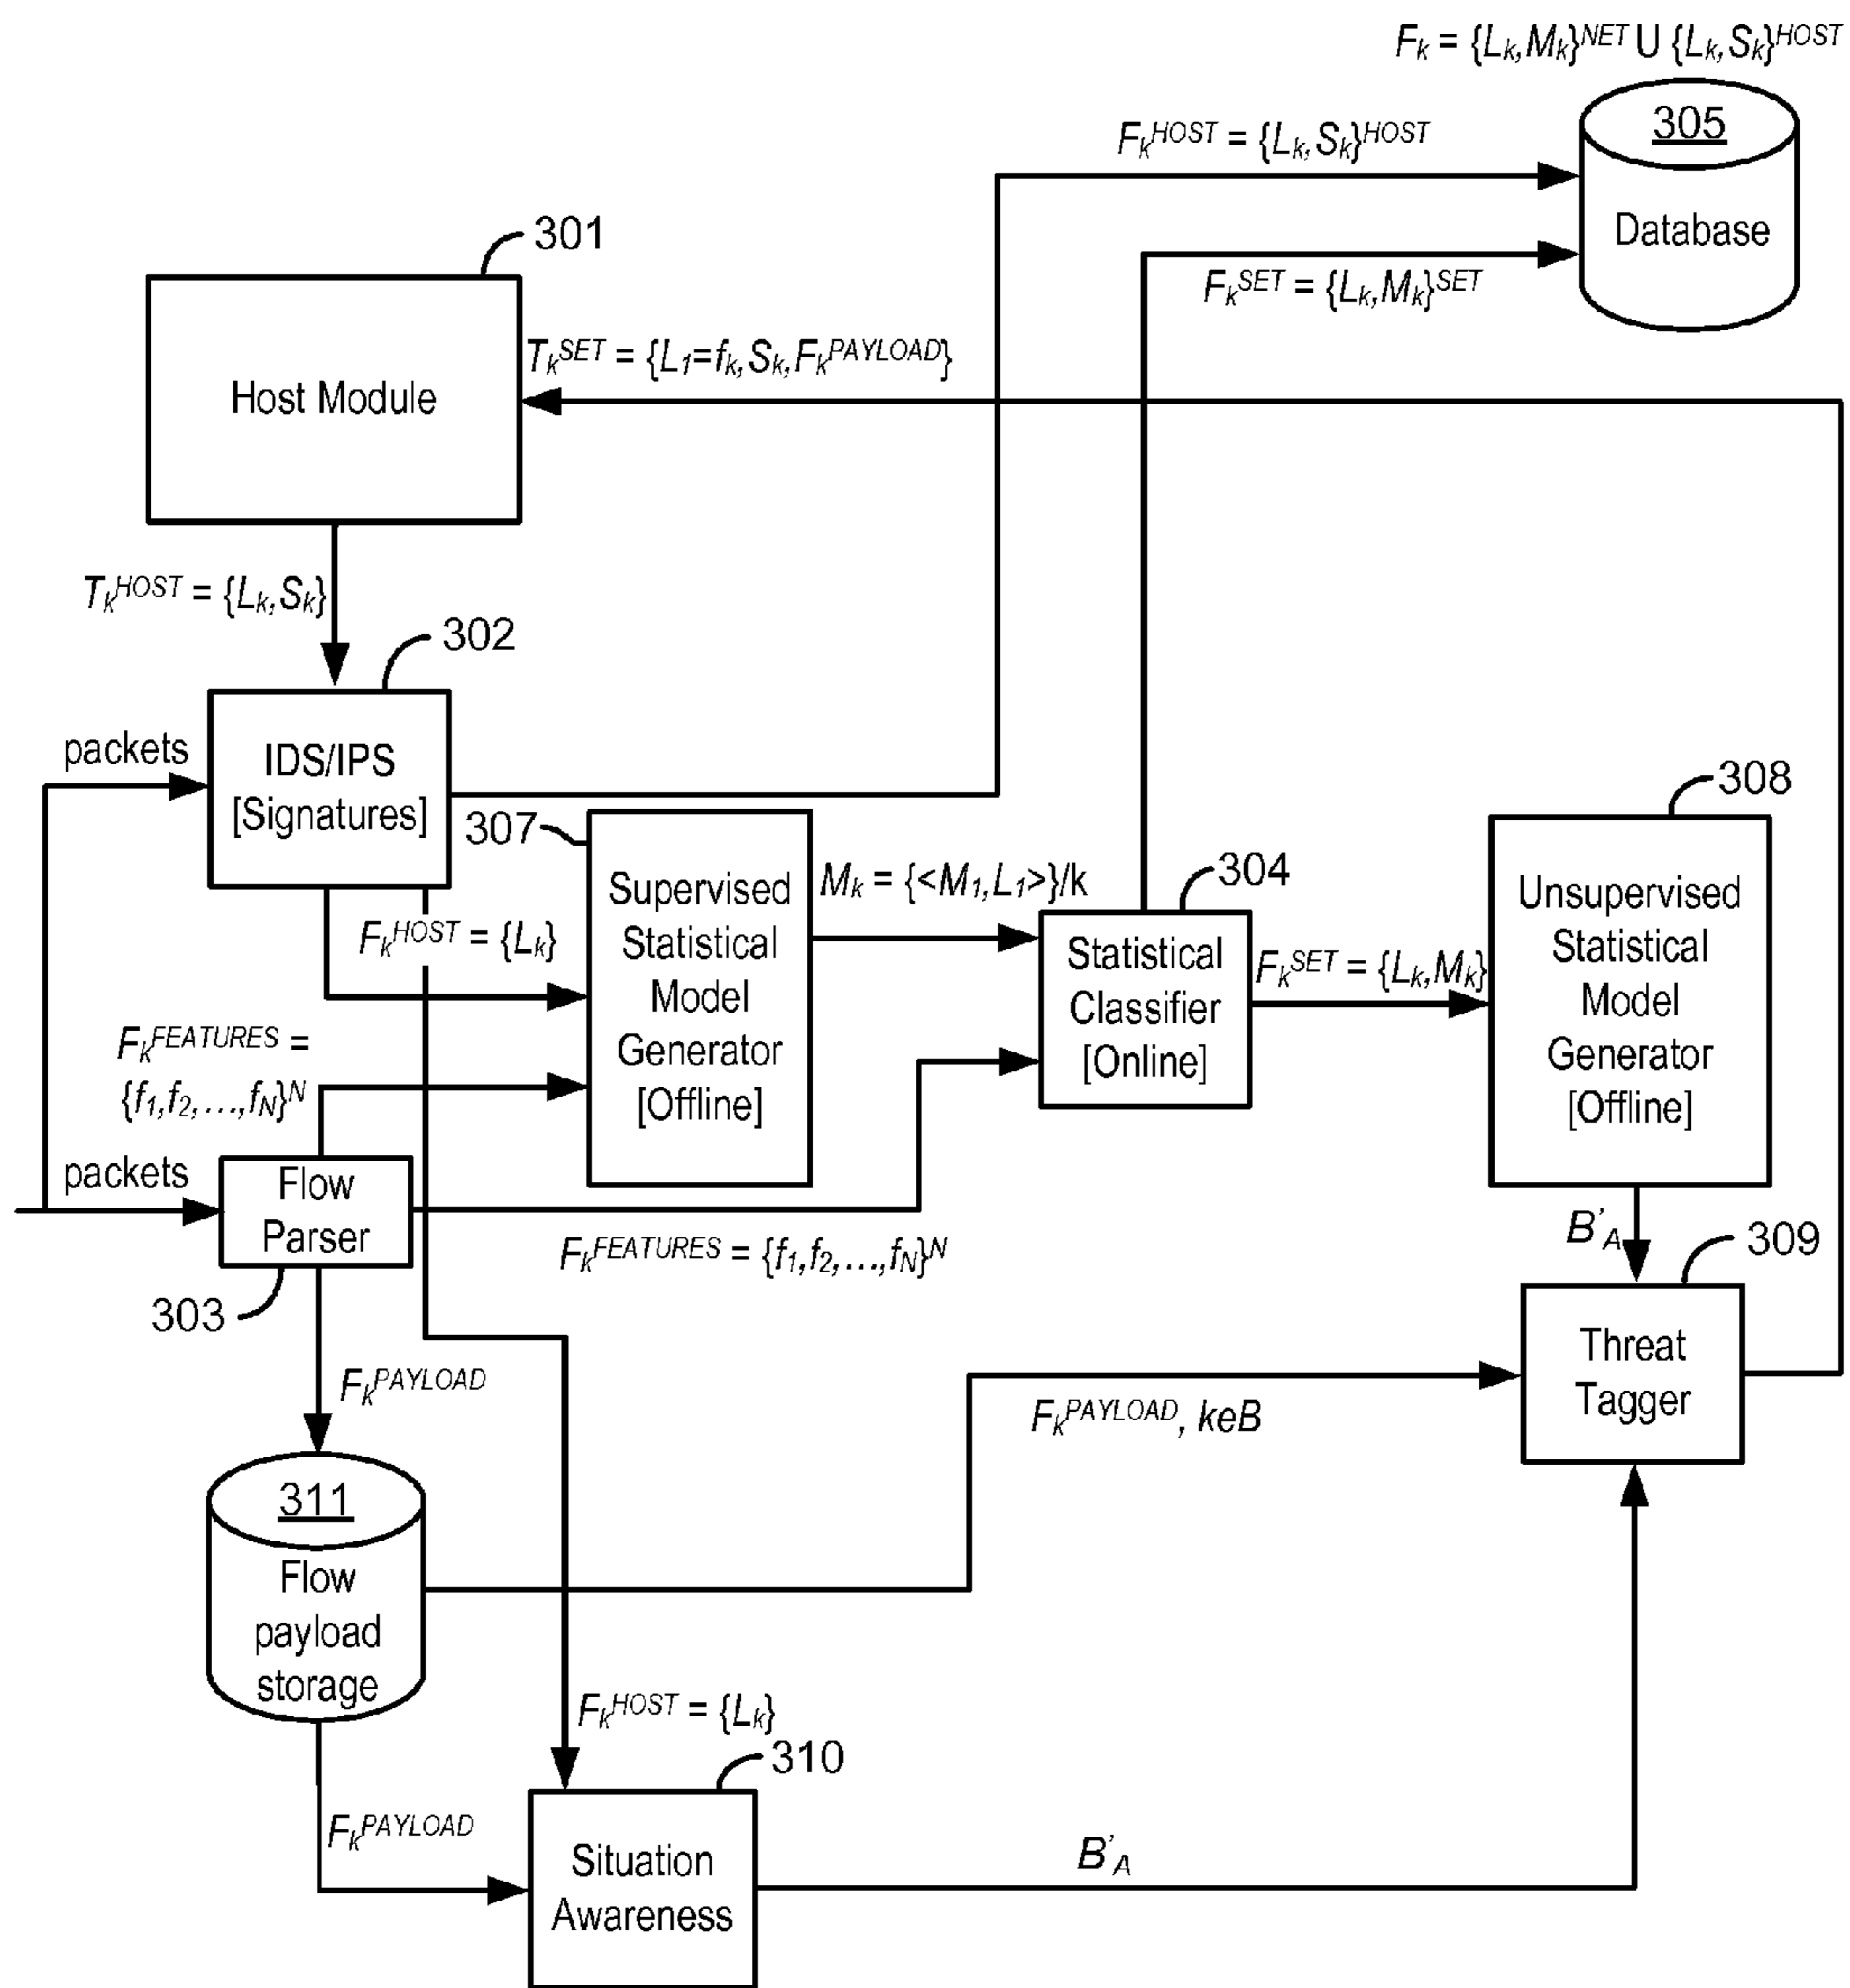 Fₖ = {Lₖ,Mₖ}ᴺᴱᵀ U {Lₖ,Sₖ}ᴴᴼˢᵀ
305
Database
Fₖᴴᴼˢᵀ = {Lₖ,Sₖ}ᴴᴼˢᵀ
Fₖˢᴱᵀ = {Lₖ,Mₖ}ˢᴱᵀ
301
Host Module
Tₖˢᴱᵀ = {L₁=fₖ,Sₖ,Fₖᴾᴬʸᴸᴼᴬᴰ}
Tₖᴴᴼˢᵀ = {Lₖ,Sₖ}
302
packets
IDS/IPS
[Signatures]
307
Supervised
Statistical
Model
Generator
[Offline]
Mₖ = {<M₁,L₁>}/k
304
Statistical
Classifier
[Online]
308
Unsupervised
Statistical
Model
Generator
[Offline]
Fₖˢᴱᵀ = {Lₖ,Mₖ}
Fₖᴴᴼˢᵀ = {Lₖ}
Fₖᶠᴱᴬᵀᵁᴿᴱˢ =
{f₁,f₂,...,f_N}ᴺ
packets
Flow
Parser
303
Fₖᶠᴱᴬᵀᵁᴿᴱˢ = {f₁,f₂,...,f_N}ᴺ
B'_A
309
Threat
Tagger
Fₖᴾᴬʸᴸᴼᴬᴰ
Fₖᴾᴬʸᴸᴼᴬᴰ, keB
311
Flow
payload
storage
Fₖᴴᴼˢᵀ = {Lₖ}
310
Fₖᴾᴬʸᴸᴼᴬᴰ
Situation
Awareness
B'_A